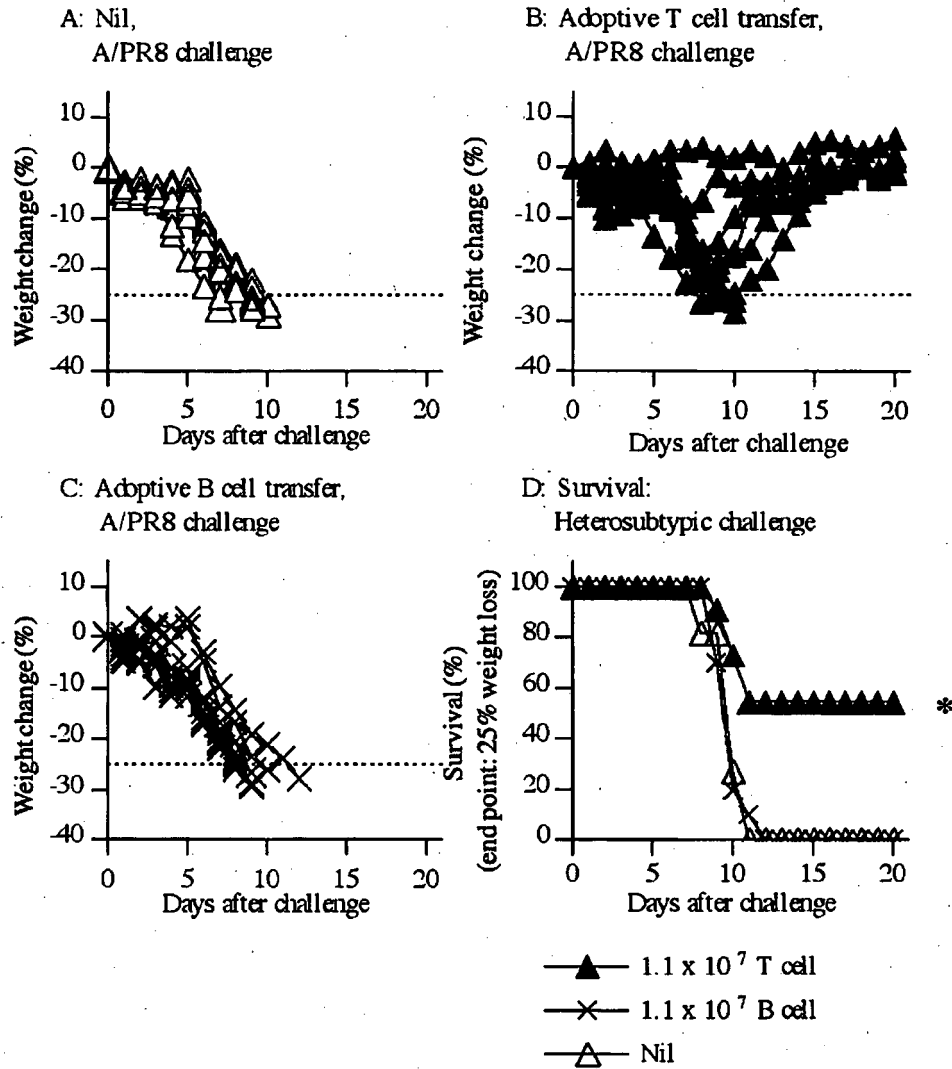 A: Nil,
A/PR8 challenge
Weight change (%)
10
0
-10
-20
-30
-40
0 5 10 15 20
Days after challenge
B: Adoptive T cell transfer,
A/PR8 challenge
Weight change (%)
10
0
-10
-20
-30
-40
0 5 10 15 20
Days after challenge
C: Adoptive B cell transfer,
A/PR8 challenge
Weight change (%)
10
0
-10
-20
-30
-40
0 5 10 15 20
Days after challenge
D: Survival:
Heterosubtypic challenge
Survival (%)
(end point: 25% weight loss)
100
80
60
40
20
0
0 5 10 15 20
Days after challenge
*
1.1 x 10 ⁷ T cell
1.1 x 10 ⁷ B cell
Nil